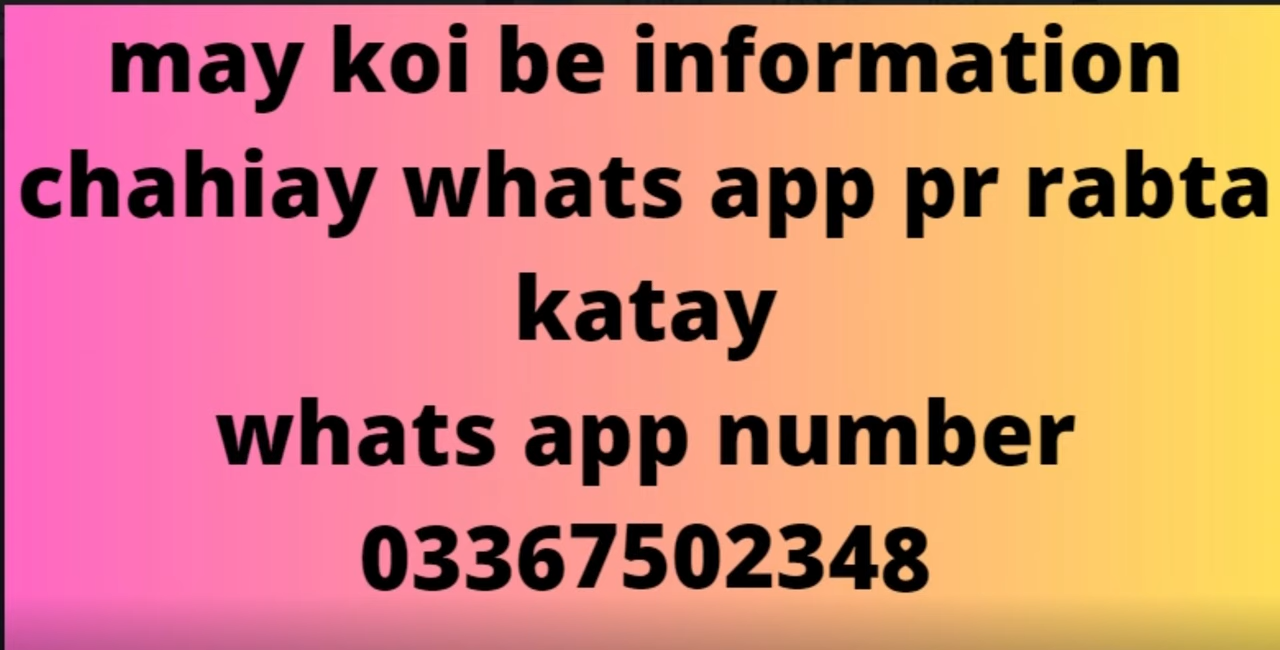 may koi be information
chahiay whats app pr rabta
katay
whats app number
03367502348